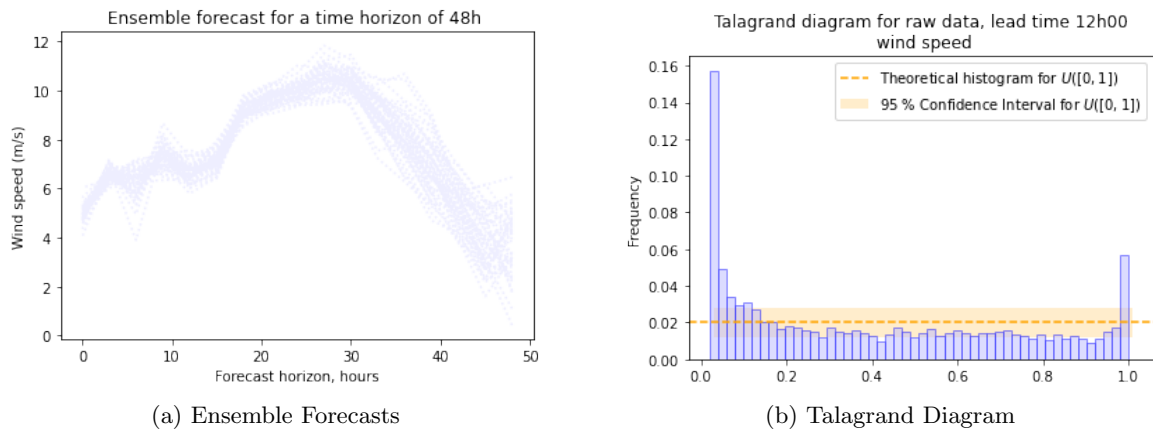 Ensemble forecast for a time horizon of 48h
Wind speed (m/s)
12
10
8
6
4
2
0
0 10 20 30 40 50
Forecast horizon, hours
(a) Ensemble Forecasts
Talagrand diagram for raw data, lead time 12h00
wind speed
Theoretical histogram for U([0, 1])
95 % Confidence Interval for U([0, 1])
Frequency
0.16
0.14
0.12
0.10
0.08
0.06
0.04
0.02
0.00
0.0 0.2 0.4 0.6 0.8 1.0
(b) Talagrand Diagram